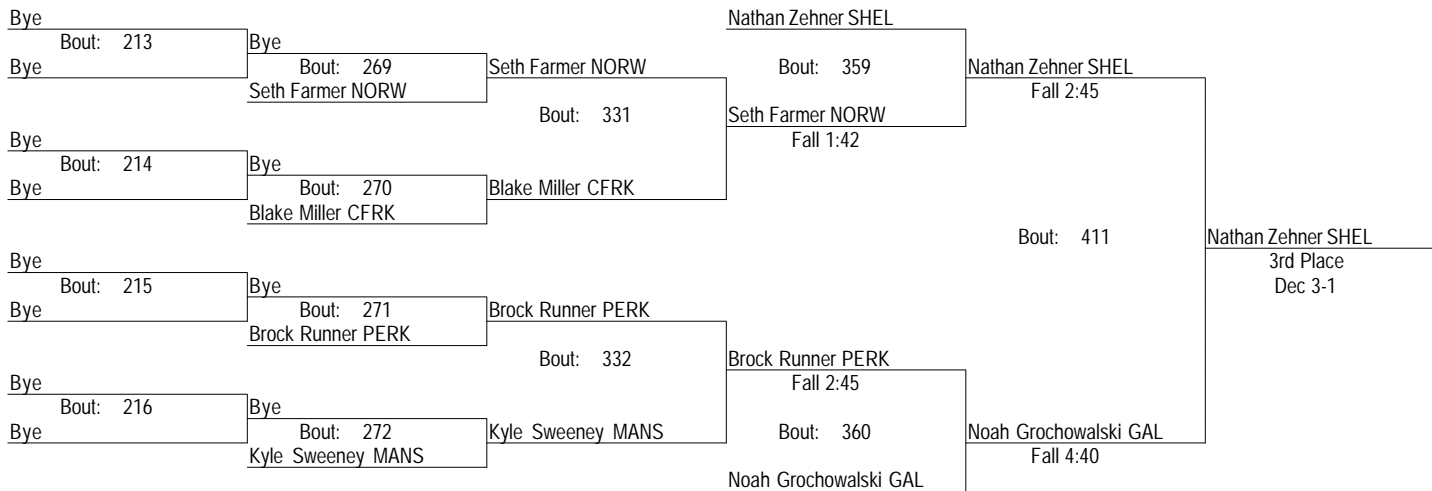 Bye
Bout: 213
Bye
Bye
Bout: 269
Seth Farmer NORW
Seth Farmer NORW
Bye
Bout: 214
Bye
Bye
Bout: 270
Blake Miller CFRK
Blake Miller CFRK
Bout: 331
Nathan Zehner SHEL
Bout: 359
Seth Farmer NORW
Fall 1:42
Nathan Zehner SHEL
Fall 2:45
Bye
Bout: 215
Bye
Bye
Bout: 271
Brock Runner PERK
Brock Runner PERK
Bye
Bout: 216
Bye
Bye
Bout: 272
Kyle Sweeney MANS
Kyle Sweeney MANS
Bout: 332
Brock Runner PERK
Fall 2:45
Bout: 360
Noah Grochowalski GAL
Noah Grochowalski GAL
Fall 4:40
Bout: 411
Nathan Zehner SHEL
3rd Place
Dec 3-1